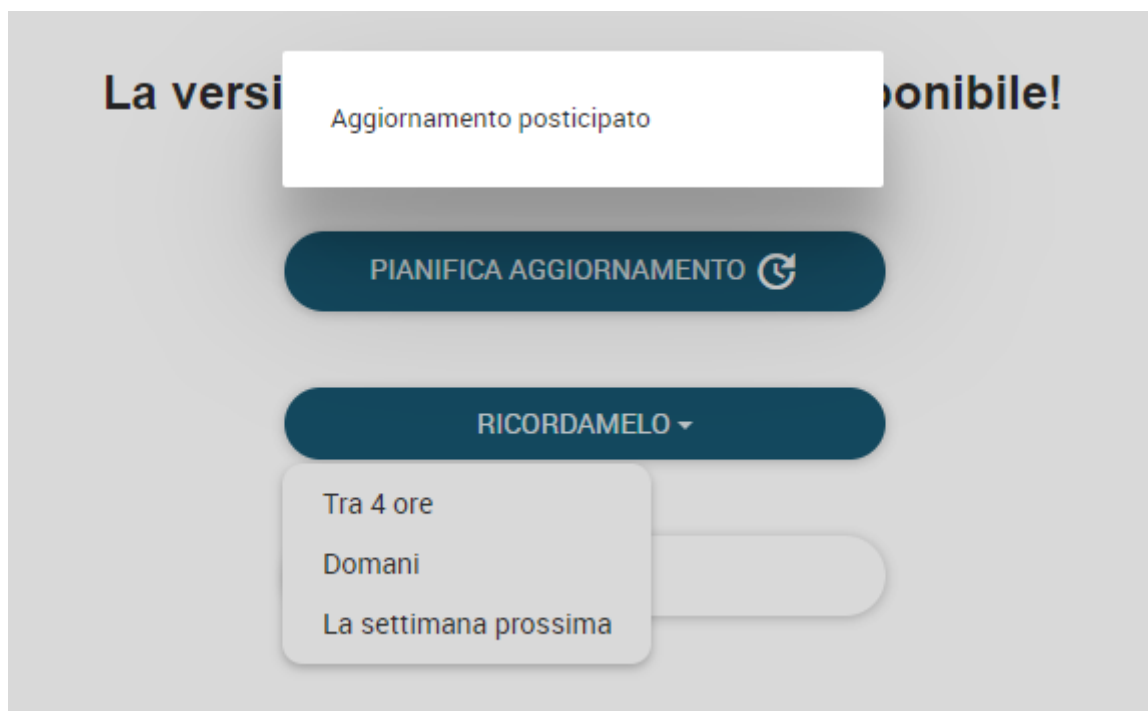 La versi ponibile!
Aggiornamento posticipato
PIANIFICA AGGIORNAMENTO
RICORDAMELO
Tra 4 ore
Domani
La settimana prossima